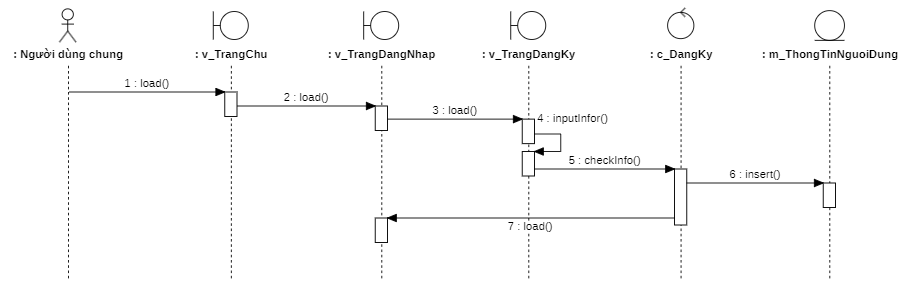 : Người dùng chung
: v_TrangChu
: v_TrangDangNhap
: v_TrangDangKy
: c_DangKy
: m_ThongTinNguoiDung
1 : load()
2 : load()
3 : load()
4 : inputInfor()
5 : checkInfo()
6 : insert()
7 : load()